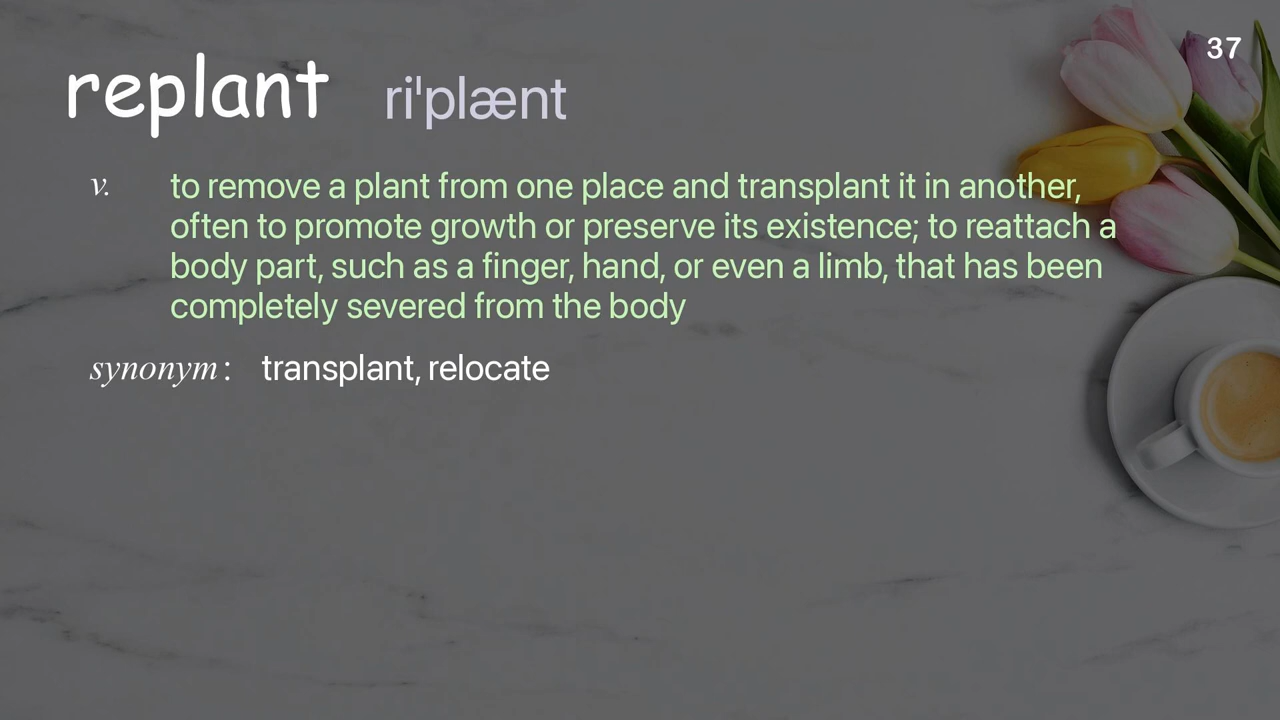 37
replant ri'plænt
v. to remove a plant from one place and transplant it in another,
often to promote growth or preserve its existence; to reattach a
body part, such as a finger, hand, or even a limb, that has been
completely severed from the body
synonym: transplant, relocate